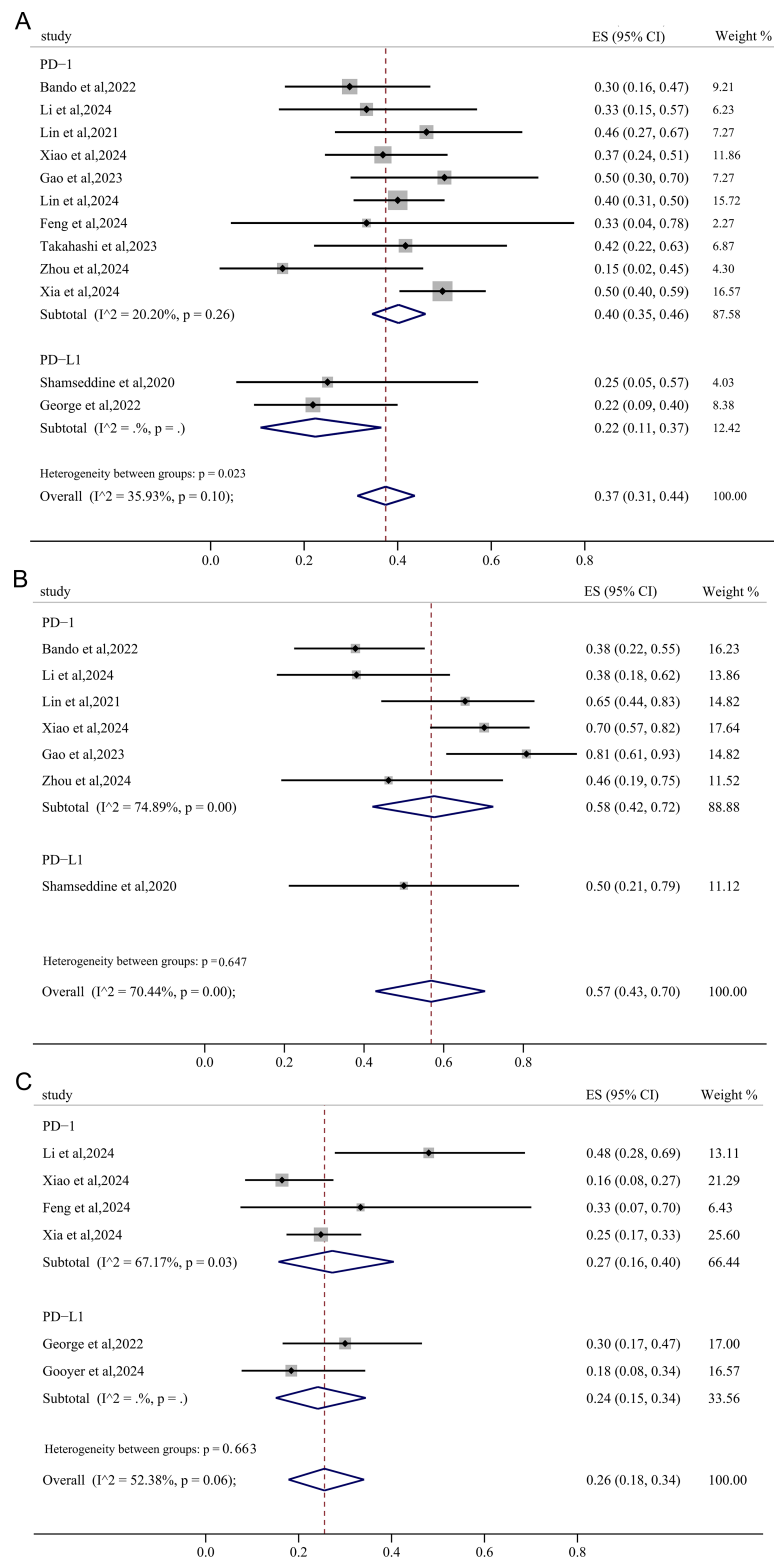 A
study ES (95% CI) Weight %
PD−1
Bando et al,2022 0.30 (0.16, 0.47) 9.21
Li et al,2024 0.33 (0.15, 0.57) 6.23
Lin et al,2021 0.46 (0.27, 0.67) 7.27
Xiao et al,2024 0.37 (0.24, 0.51) 11.86
Gao et al,2023 0.50 (0.30, 0.70) 7.27
Lin et al,2024 0.40 (0.31, 0.50) 15.72
Feng et al,2024 0.33 (0.04, 0.78) 2.27
Takahashi et al,2023 0.42 (0.22, 0.63) 6.87
Zhou et al,2024 0.15 (0.02, 0.45) 4.30
Xia et al,2024 0.50 (0.40, 0.59) 16.57
Subtotal (I^2 = 20.20%, p = 0.26) 0.40 (0.35, 0.46) 87.58
PD−L1
Shamseddine et al,2020 0.25 (0.05, 0.57) 4.03
George et al,2022 0.22 (0.09, 0.40) 8.38
Subtotal (I^2 = .%, p = .) 0.22 (0.11, 0.37) 12.42
Heterogeneity between groups: p = 0.023
Overall (I^2 = 35.93%, p = 0.10); 0.37 (0.31, 0.44) 100.00
0.0 0.2 0.4 0.6 0.8
B
study ES (95% CI) Weight %
PD−1
Bando et al,2022 0.38 (0.22, 0.55) 16.23
Li et al,2024 0.38 (0.18, 0.62) 13.86
Lin et al,2021 0.65 (0.44, 0.83) 14.82
Xiao et al,2024 0.70 (0.57, 0.82) 17.64
Gao et al,2023 0.81 (0.61, 0.93) 14.82
Zhou et al,2024 0.46 (0.19, 0.75) 11.52
Subtotal (I^2 = 74.89%, p = 0.00) 0.58 (0.42, 0.72) 88.88
PD−L1
Shamseddine et al,2020 0.50 (0.21, 0.79) 11.12
Heterogeneity between groups: p =0.647
Overall (I^2 = 70.44%, p = 0.00); 0.57 (0.43, 0.70) 100.00
0.0 0.2 0.4 0.6 0.8
C
study ES (95% CI) Weight %
PD−1
Li et al,2024 0.48 (0.28, 0.69) 13.11
Xiao et al,2024 0.16 (0.08, 0.27) 21.29
Feng et al,2024 0.33 (0.07, 0.70) 6.43
Xia et al,2024 0.25 (0.17, 0.33) 25.60
Subtotal (I^2 = 67.17%, p = 0.03) 0.27 (0.16, 0.40) 66.44
PD−L1
George et al,2022 0.30 (0.17, 0.47) 17.00
Gooyer et al,2024 0.18 (0.08, 0.34) 16.57
Subtotal (I^2 = .%, p = .) 0.24 (0.15, 0.34) 33.56
Heterogeneity between groups: p = 0.663
Overall (I^2 = 52.38%, p = 0.06); 0.26 (0.18, 0.34) 100.00
0.0 0.2 0.4 0.6 0.8